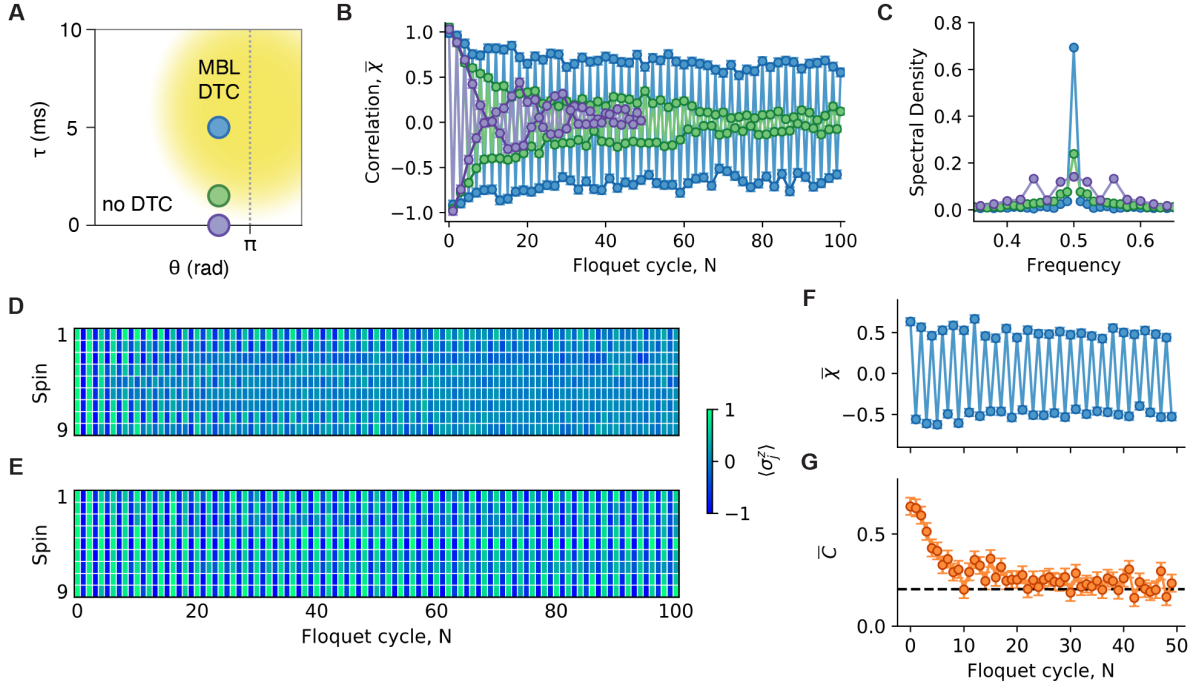 A
10
5
0
τ (ms)
MBL
DTC
no DTC
π
θ (rad)
B
1.0
0.5
0.0
−0.5
−1.0
Correlation, χ̅
0 20 40 60 80 100
Floquet cycle, N
C
0.8
0.6
0.4
0.2
0.0
Spectral Density
0.4 0.5 0.6
Frequency
D
1
Spin
9
E
1
Spin
9
0 20 40 60 80 100
Floquet cycle, N
1
0
−1
⟨σⱼᶻ⟩
F
0.5
0.0
−0.5
χ̅
G
0.5
0.0
C̅
0 10 20 30 40 50
Floquet cycle, N